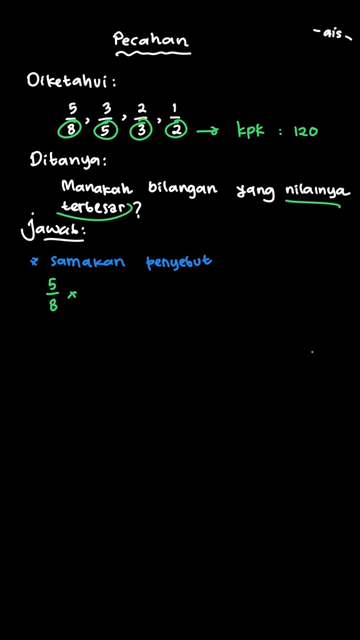 Pecahan
-ais-
Diketahui:
5/8, 3/5, 2/3, 1/2 → kpk : 120
Ditanya:
Manakah bilangan yang nilainya
terbesar?
Jawab:
* samakan penyebut
5/8 *